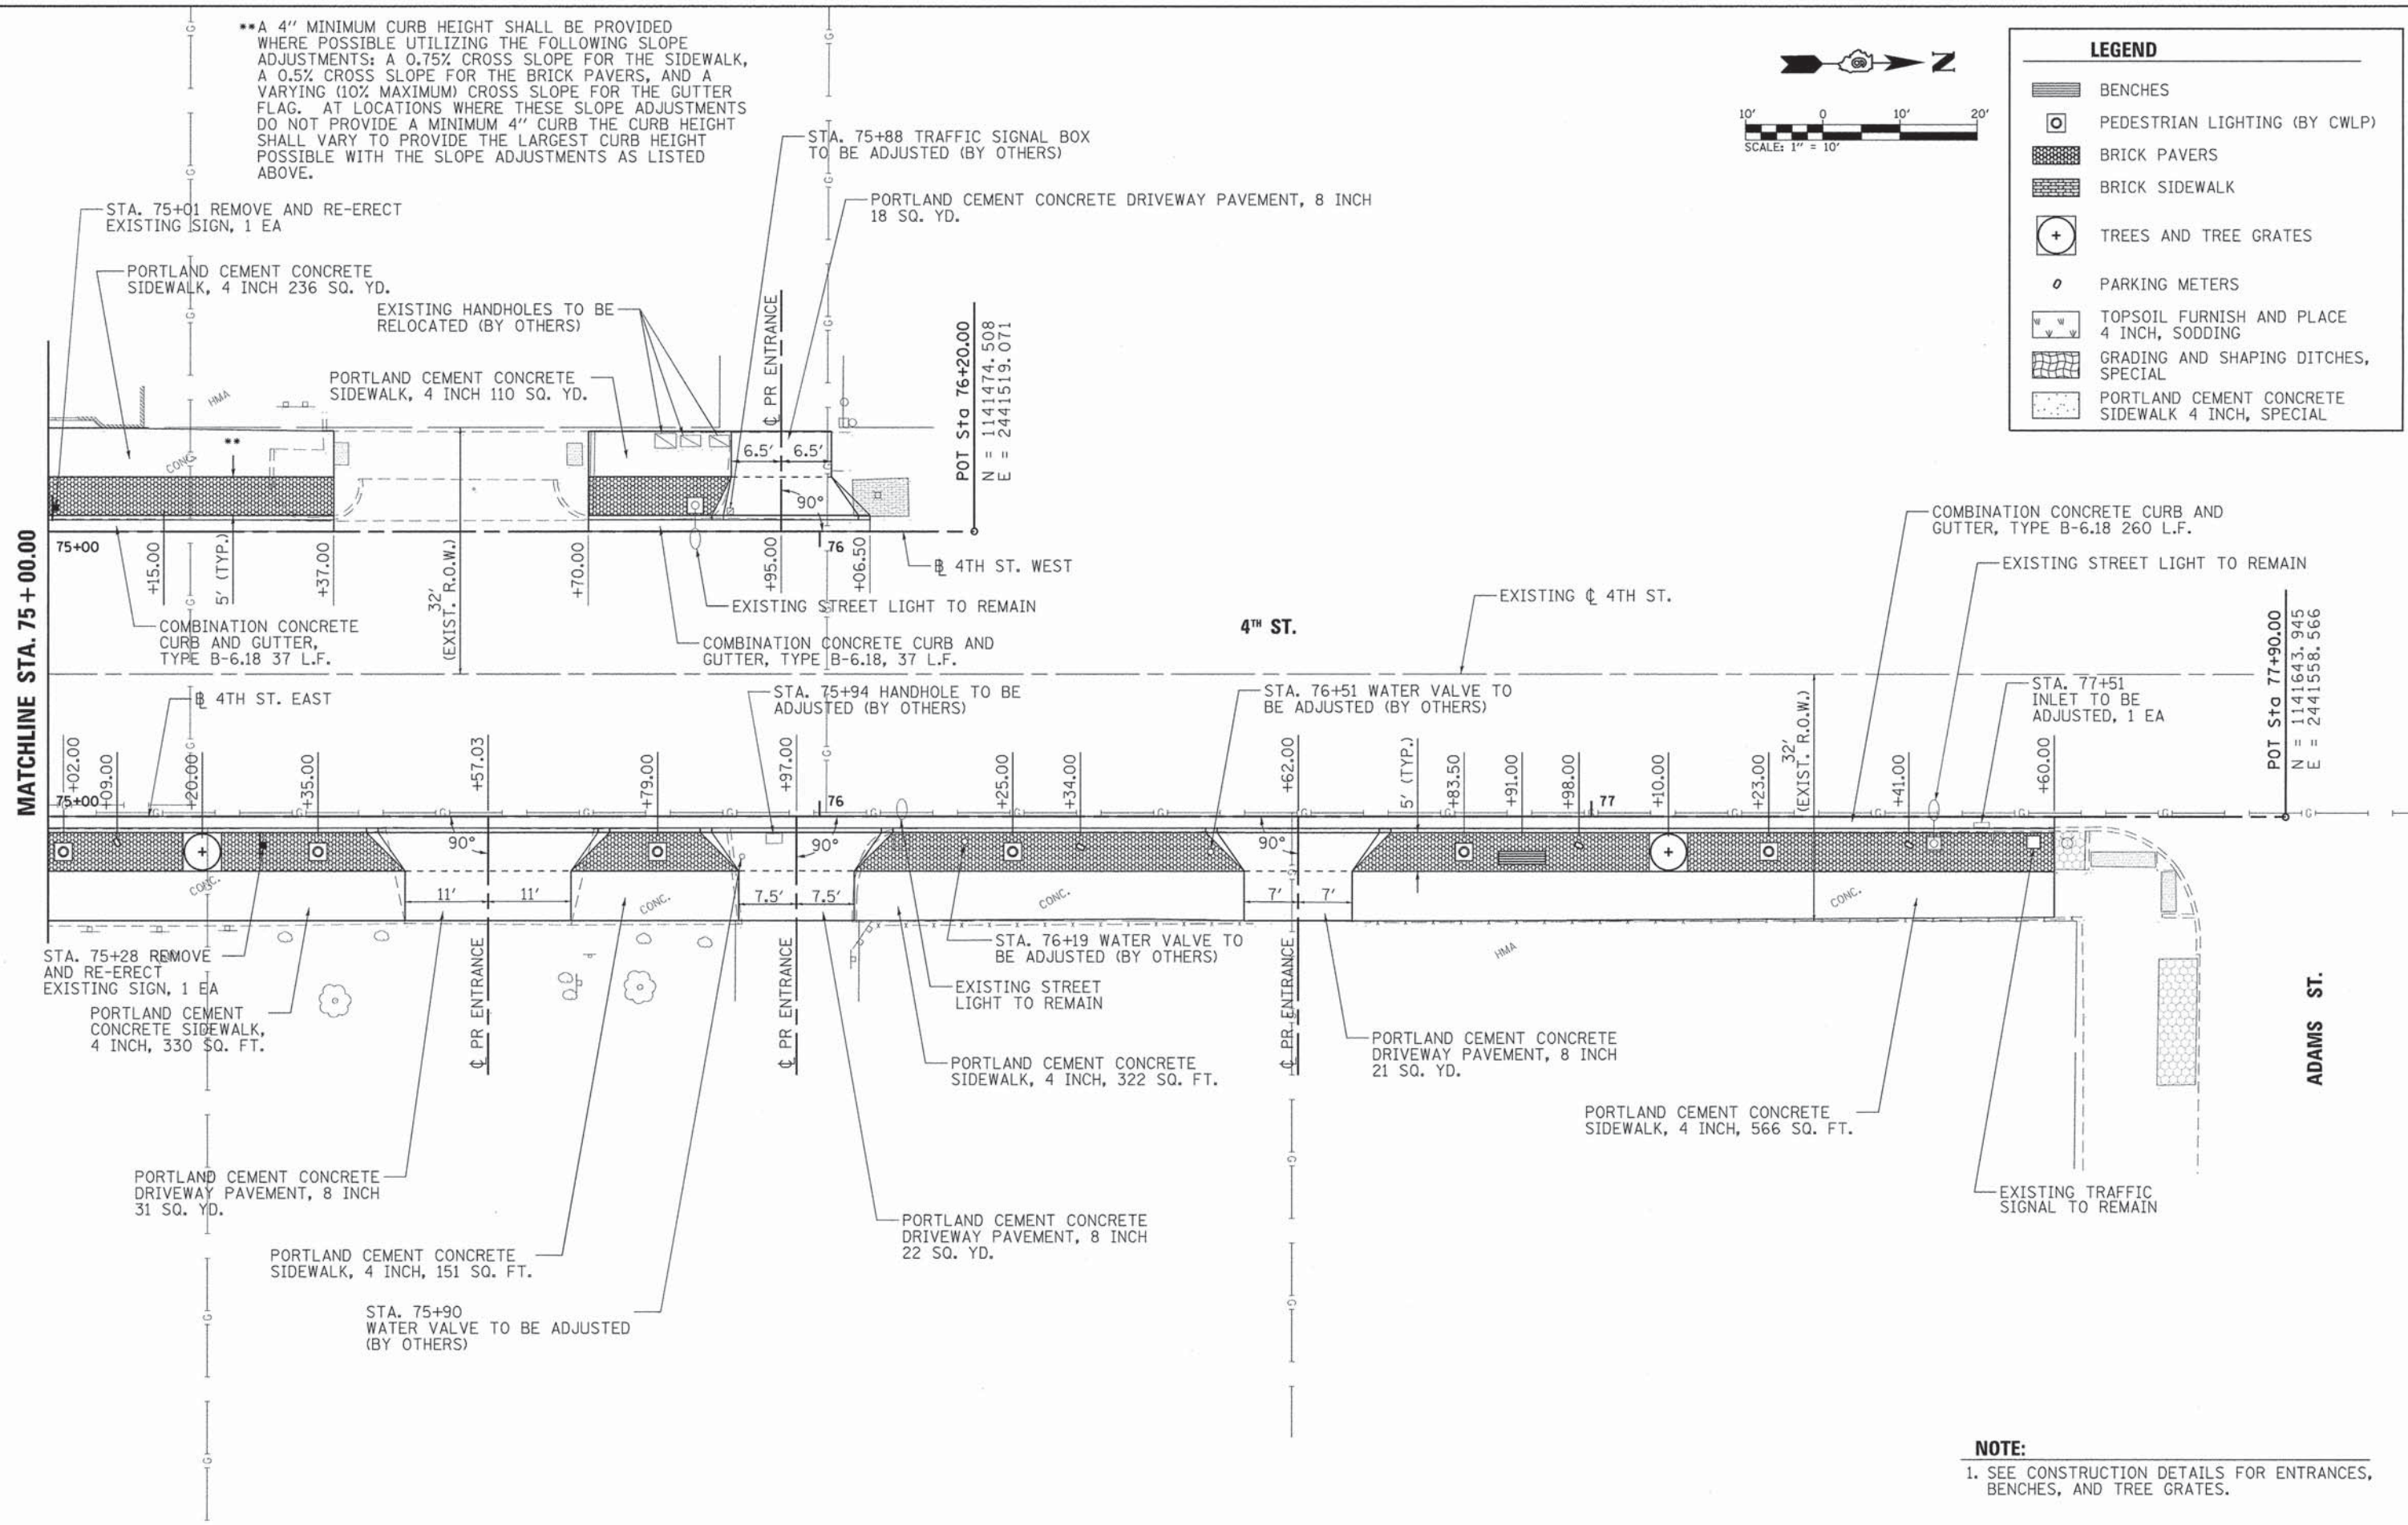 **A 4" MINIMUM CURB HEIGHT SHALL BE PROVIDED
WHERE POSSIBLE UTILIZING THE FOLLOWING SLOPE
ADJUSTMENTS: A 0.75% CROSS SLOPE FOR THE SIDEWALK,
A 0.5% CROSS SLOPE FOR THE BRICK PAVERS, AND A
VARYING (10% MAXIMUM) CROSS SLOPE FOR THE GUTTER
FLAG. AT LOCATIONS WHERE THESE SLOPE ADJUSTMENTS
DO NOT PROVIDE A MINIMUM 4" CURB THE CURB HEIGHT
SHALL VARY TO PROVIDE THE LARGEST CURB HEIGHT
POSSIBLE WITH THE SLOPE ADJUSTMENTS AS LISTED
ABOVE.
N
10' 0 10' 20'
SCALE: 1" = 10'
LEGEND
BENCHES
PEDESTRIAN LIGHTING (BY CWLP)
BRICK PAVERS
BRICK SIDEWALK
TREES AND TREE GRATES
PARKING METERS
TOPSOIL FURNISH AND PLACE
4 INCH, SODDING
GRADING AND SHAPING DITCHES,
SPECIAL
PORTLAND CEMENT CONCRETE
SIDEWALK 4 INCH, SPECIAL
STA. 75+88 TRAFFIC SIGNAL BOX
TO BE ADJUSTED (BY OTHERS)
PORTLAND CEMENT CONCRETE DRIVEWAY PAVEMENT, 8 INCH
18 SQ. YD.
STA. 75+01 REMOVE AND RE-ERECT
EXISTING SIGN, 1 EA
PORTLAND CEMENT CONCRETE
SIDEWALK, 4 INCH 236 SQ. YD.
EXISTING HANDHOLES TO BE
RELOCATED (BY OTHERS)
PORTLAND CEMENT CONCRETE
SIDEWALK, 4 INCH 110 SQ. YD.
℄ PR ENTRANCE
POT Sta 76+20.00
N = 1141474.508
E = 2441519.071
HMA
**
CONC.
6.5' 6.5'
90°
MATCHLINE STA. 75+00.00
75+00
+15.00
5' (TYP.)
+37.00
32'
(EXIST. R.O.W.)
+70.00
+95.00
76
+06.50
BL 4TH ST. WEST
EXISTING STREET LIGHT TO REMAIN
COMBINATION CONCRETE
CURB AND GUTTER,
TYPE B-6.18 37 L.F.
COMBINATION CONCRETE CURB AND
GUTTER, TYPE B-6.18, 37 L.F.
4TH ST.
EXISTING ℄ 4TH ST.
COMBINATION CONCRETE CURB AND
GUTTER, TYPE B-6.18 260 L.F.
EXISTING STREET LIGHT TO REMAIN
POT Sta 77+90.00
N = 1141643.945
E = 2441558.566
BL 4TH ST. EAST
STA. 75+94 HANDHOLE TO BE
ADJUSTED (BY OTHERS)
STA. 76+51 WATER VALVE TO
BE ADJUSTED (BY OTHERS)
STA. 77+51
INLET TO BE
ADJUSTED, 1 EA
75+00
+02.00
+09.00
+20.00
+35.00
+57.03
+79.00
+97.00
76
+25.00
+34.00
+62.00
5' (TYP.)
+83.50
+91.00
+98.00
77
+10.00
+23.00
32'
(EXIST. R.O.W.)
+41.00
+60.00
90°
90°
90°
CONC.
11' 11'
CONC.
7.5' 7.5'
CONC.
7' 7'
CONC.
HMA
STA. 75+28 REMOVE
AND RE-ERECT
EXISTING SIGN, 1 EA
PORTLAND CEMENT
CONCRETE SIDEWALK,
4 INCH, 330 SQ. FT.
℄ PR ENTRANCE
℄ PR ENTRANCE
℄ PR ENTRANCE
STA. 76+19 WATER VALVE TO
BE ADJUSTED (BY OTHERS)
EXISTING STREET
LIGHT TO REMAIN
PORTLAND CEMENT CONCRETE
SIDEWALK, 4 INCH, 322 SQ. FT.
PORTLAND CEMENT CONCRETE
DRIVEWAY PAVEMENT, 8 INCH
21 SQ. YD.
PORTLAND CEMENT CONCRETE
SIDEWALK, 4 INCH, 566 SQ. FT.
ADAMS ST.
PORTLAND CEMENT CONCRETE
DRIVEWAY PAVEMENT, 8 INCH
31 SQ. YD.
PORTLAND CEMENT CONCRETE
SIDEWALK, 4 INCH, 151 SQ. FT.
PORTLAND CEMENT CONCRETE
DRIVEWAY PAVEMENT, 8 INCH
22 SQ. YD.
EXISTING TRAFFIC
SIGNAL TO REMAIN
STA. 75+90
WATER VALVE TO BE ADJUSTED
(BY OTHERS)
NOTE:
1. SEE CONSTRUCTION DETAILS FOR ENTRANCES,
BENCHES, AND TREE GRATES.